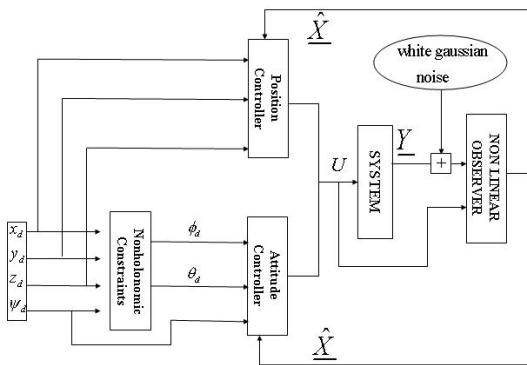 X̂
white gaussian
noise
Position
Controller
U
SYSTEM
Y
+
NON LINEAR
OBSERVER
x_d
y_d
z_d
ψ_d
Nonholonomic
Constraints
ϕ_d
θ_d
Attitude
Controller
X̂